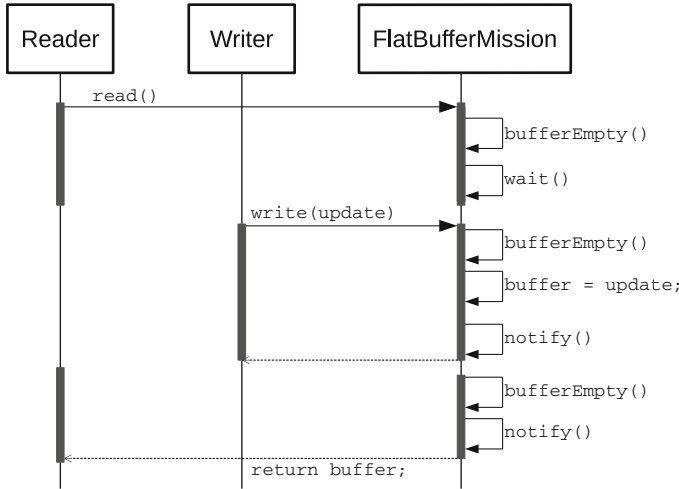 Reader
Writer
FlatBufferMission
read()
bufferEmpty()
wait()
write(update)
bufferEmpty()
buffer = update;
notify()
bufferEmpty()
notify()
return buffer;